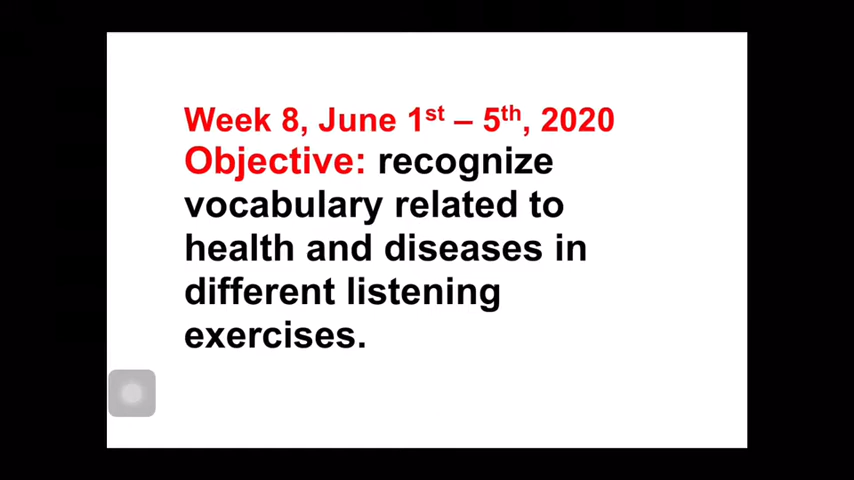 Week 8, June 1st – 5th, 2020
Objective: recognize
vocabulary related to
health and diseases in
different listening
exercises.